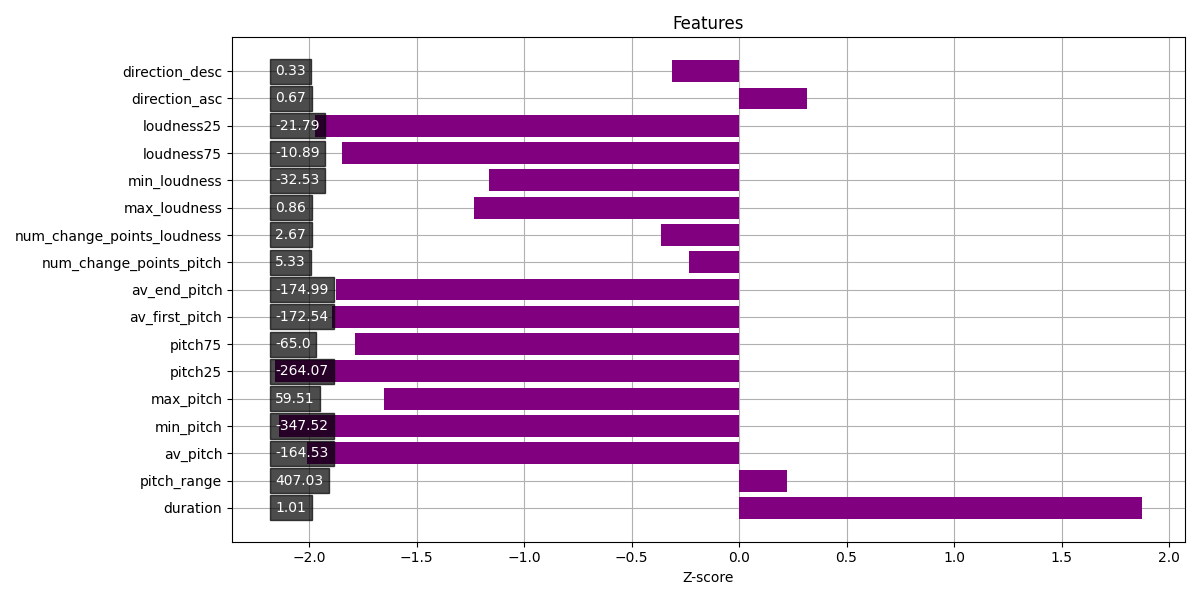 Features
direction_desc 0.33
direction_asc 0.67
loudness25 -21.79
loudness75 -10.89
min_loudness -32.53
max_loudness 0.86
num_change_points_loudness 2.67
num_change_points_pitch 5.33
av_end_pitch -174.99
av_first_pitch -172.54
pitch75 -65.0
pitch25 -264.07
max_pitch 59.51
min_pitch -347.52
av_pitch -164.53
pitch_range 407.03
duration 1.01
−2.0 −1.5 −1.0 −0.5 0.0 0.5 1.0 1.5 2.0
Z-score